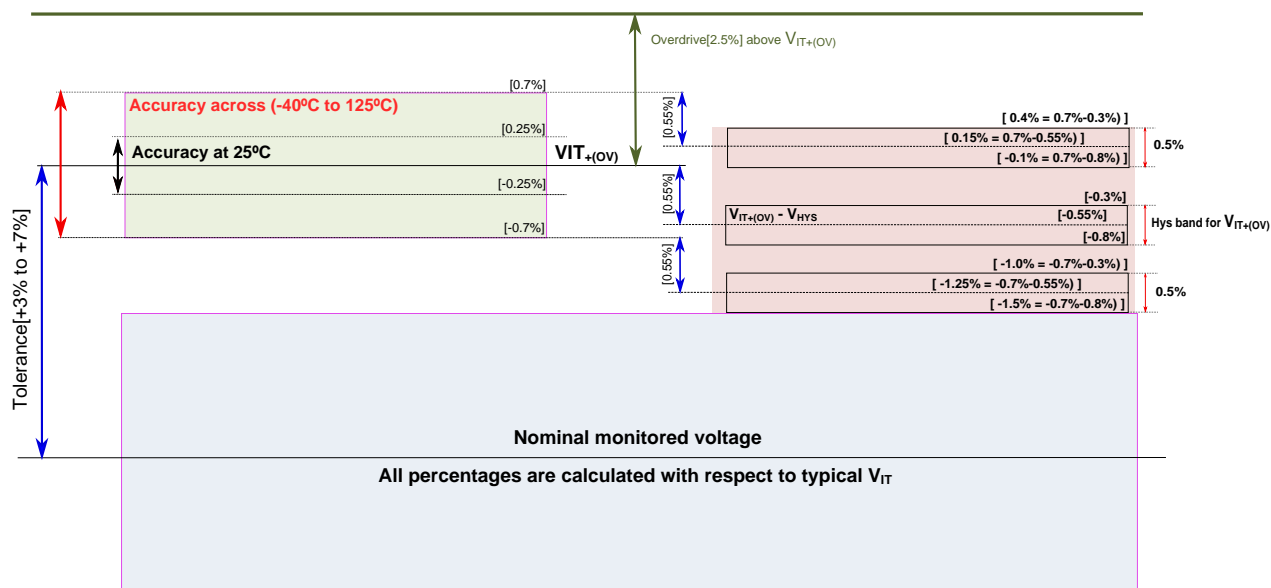 Overdrive[2.5%] above VIT+(OV)
[0.7%]
Accuracy across (-40ºC to 125ºC)
[0.25%]
Accuracy at 25ºC
VIT+(OV)
[-0.25%]
[-0.7%]
[0.55%]
[0.55%]
[0.55%]
[ 0.4% = 0.7%-0.3%) ]
[ 0.15% = 0.7%-0.55%) ]
[ -0.1% = 0.7%-0.8%) ]
0.5%
[-0.3%]
VIT+(OV) - VHYS
[-0.55%]
[-0.8%]
Hys band for VIT+(OV)
[ -1.0% = -0.7%-0.3%) ]
[ -1.25% = -0.7%-0.55%) ]
[ -1.5% = -0.7%-0.8%) ]
0.5%
Tolerance[+3% to +7%]
Nominal monitored voltage
All percentages are calculated with respect to typical VIT